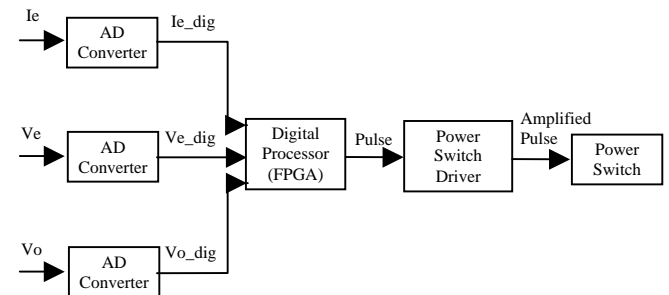 Ie
AD
Converter
Ie_dig
Ve
AD
Converter
Ve_dig
Vo
AD
Converter
Vo_dig
Digital
Processor
(FPGA)
Pulse
Power
Switch
Driver
Amplified
Pulse
Power
Switch